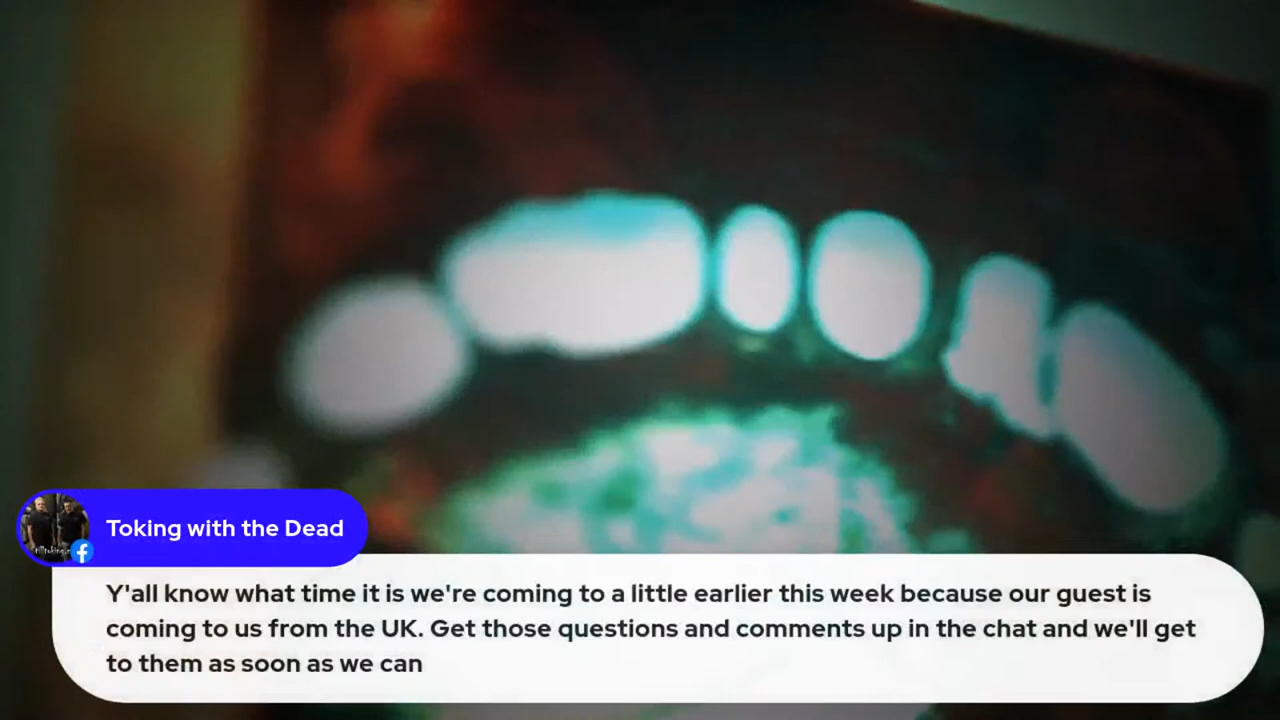 Toking with the Dead
Y'all know what time it is we're coming to a little earlier this week because our guest is
coming to us from the UK. Get those questions and comments up in the chat and we'll get
to them as soon as we can